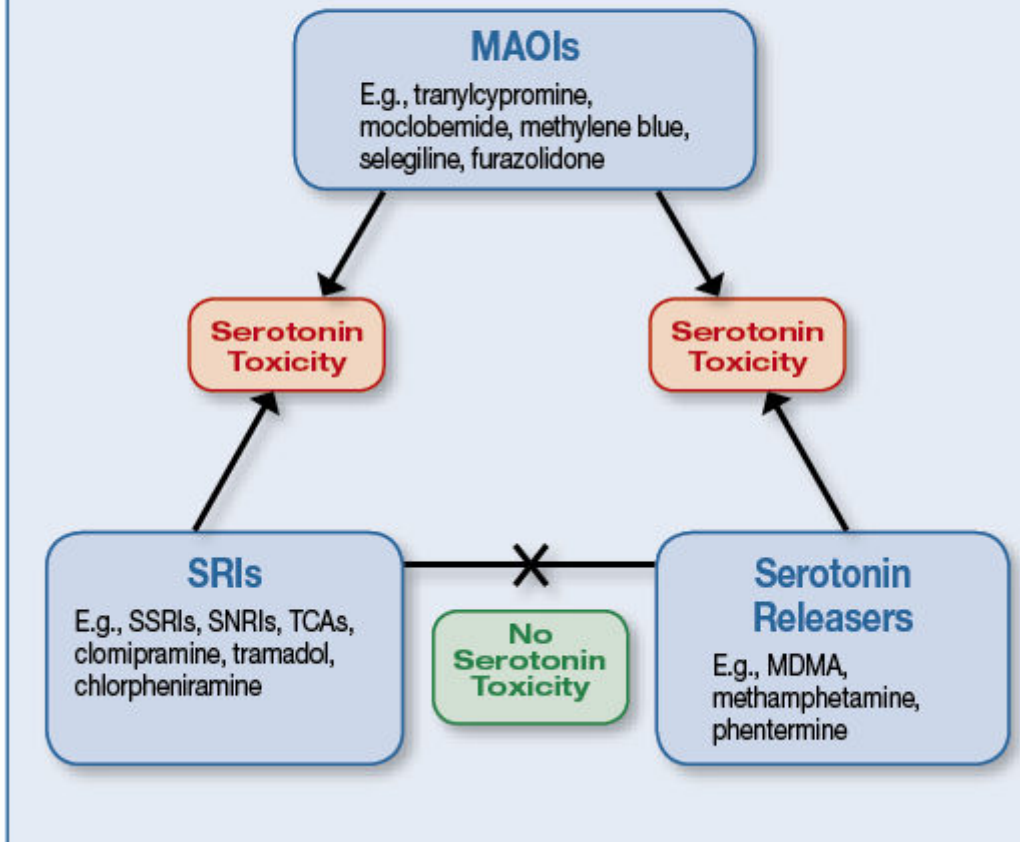 MAOIs
E.g., tranylcypromine,
moclobemide, methylene blue,
selegiline, furazolidone
Serotonin
Toxicity
Serotonin
Toxicity
SRIs
E.g., SSRIs, SNRIs, TCAs,
clomipramine, tramadol,
chlorpheniramine
No
Serotonin
Toxicity
Serotonin
Releasers
E.g., MDMA,
methamphetamine,
phentermine